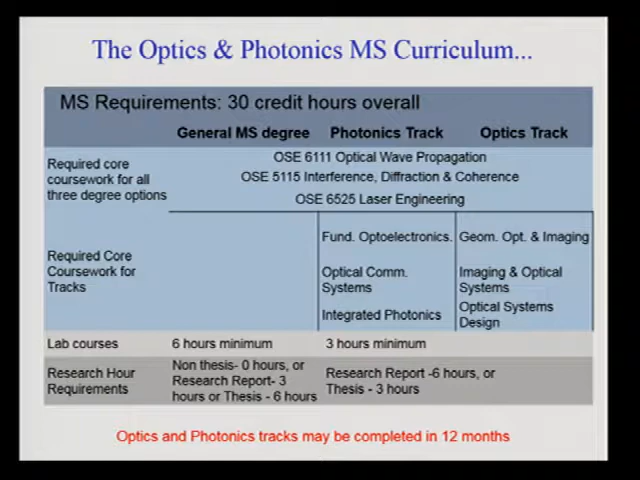 The Optics & Photonics MS Curriculum...
MS Requirements: 30 credit hours overall
General MS degree
Photonics Track
Optics Track
Required core
coursework for all
three degree options
OSE 6111 Optical Wave Propagation
OSE 5115 Interference, Diffraction & Coherence
OSE 6525 Laser Engineering
Required Core
Coursework for
Tracks
Fund. Optoelectronics.
Optical Comm.
Systems
Integrated Photonics
Geom. Opt. & Imaging
Imaging & Optical
Systems
Optical Systems
Design
Lab courses
6 hours minimum
3 hours minimum
Research Hour
Requirements
Non thesis- 0 hours, or
Research Report- 3
hours or Thesis - 6 hours
Research Report -6 hours, or
Thesis - 3 hours
Optics and Photonics tracks may be completed in 12 months